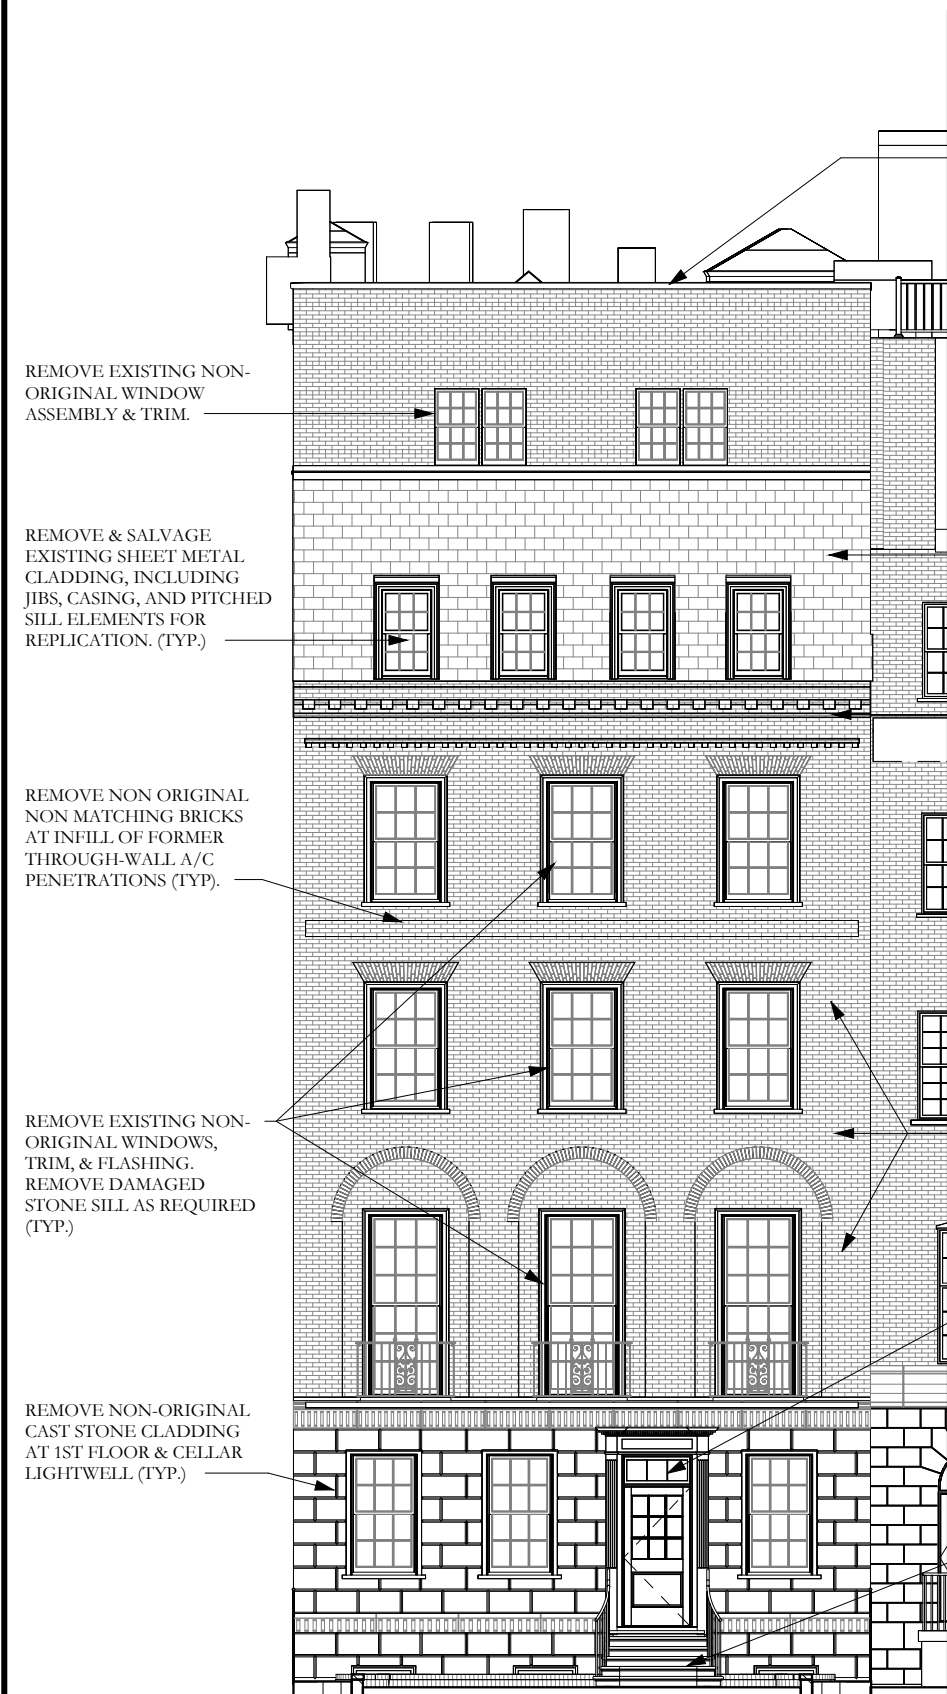 REMOVE EXISTING NON-
ORIGINAL WINDOW
ASSEMBLY & TRIM.
REMOVE & SALVAGE
EXISTING SHEET METAL
CLADDING, INCLUDING
JIBS, CASING, AND PITCHED
SILL ELEMENTS FOR
REPLICATION. (TYP.)
REMOVE NON ORIGINAL
NON MATCHING BRICKS
AT INFILL OF FORMER
THROUGH-WALL A/C
PENETRATIONS (TYP).
REMOVE EXISTING NON-
ORIGINAL WINDOWS,
TRIM, & FLASHING.
REMOVE DAMAGED
STONE SILL AS REQUIRED
(TYP.)
REMOVE NON-ORIGINAL
CAST STONE CLADDING
AT 1ST FLOOR & CELLAR
LIGHTWELL (TYP.)